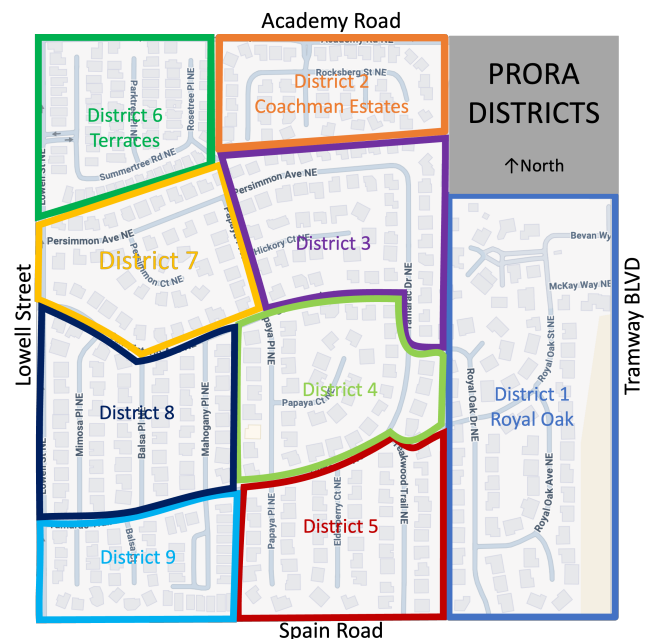 Academy Road
PRORA
DISTRICTS
↑North
Rocksberg St NE
District 2
Coachman Estates
Parktree Pl NE
Rosetree Pl NE
District 6
Terraces
Summertree Rd NE
Lowell St NE
Persimmon Ave NE
Persimmon Ave NE
District 7
Persimmon Ct NE
Hickory Ct NE
District 3
Tamarac Dr NE
Bevan Wy
McKay Way NE
Royal Oak St NE
Lowell Street
Tramway BLVD
Papaya Pl NE
District 4
Papaya Ct NE
Royal Oak Dr NE
District 1
Royal Oak
Mimosa Pl NE
District 8
Balsa Pl NE
Mahogany Pl NE
Lowell St NE
Teakwood Trail NE
Royal Oak Ave NE
Papaya Pl NE
Elderberry Ct NE
District 5
District 9
Spain Road